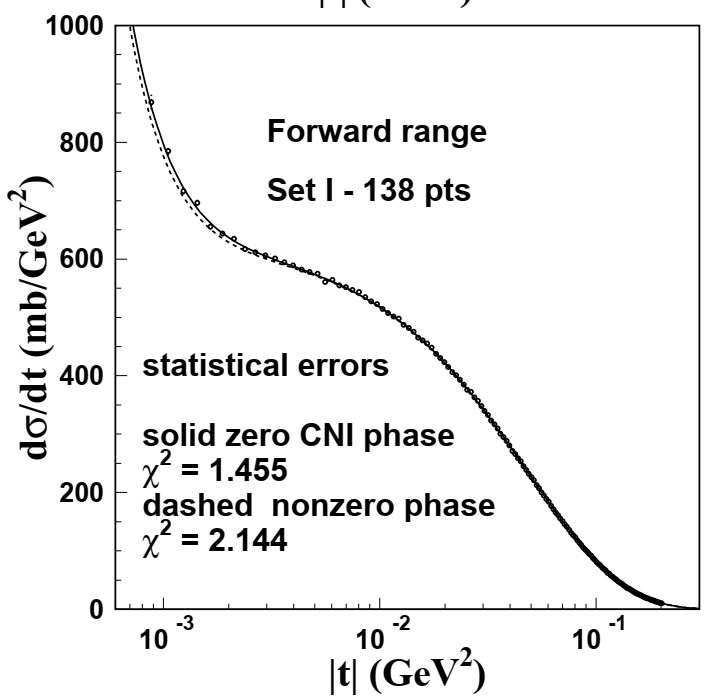 1000
800
600
400
200
0
dσ/dt (mb/GeV²)
Forward range
Set I - 138 pts
statistical errors
solid zero CNI phase
χ² = 1.455
dashed nonzero phase
χ² = 2.144
10⁻³ 10⁻² 10⁻¹
|t| (GeV²)